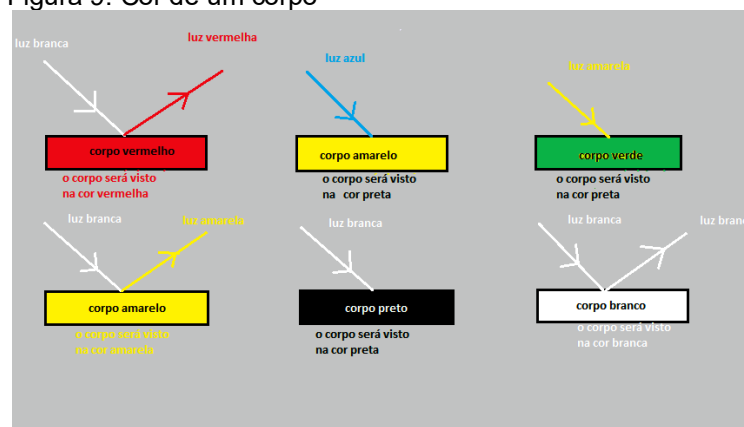 Figura 9: Cor de um corpo
luz branca
luz vermelha
corpo vermelho
o corpo será visto
na cor vermelha
luz azul
corpo amarelo
o corpo será visto
na cor preta
luz amarela
corpo verde
o corpo será visto
na cor preta
luz branca
luz amarela
corpo amarelo
o corpo será visto
na cor amarela
luz branca
corpo preto
o corpo será visto
na cor preta
luz branca
luz bran
corpo branco
o corpo será visto
na cor branca